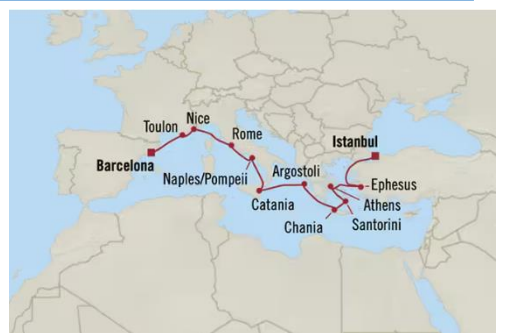 Nice
Toulon
Rome
Istanbul
Barcelona
Naples/Pompeii
Argostoli
Ephesus
Catania
Athens
Chania
Santorini